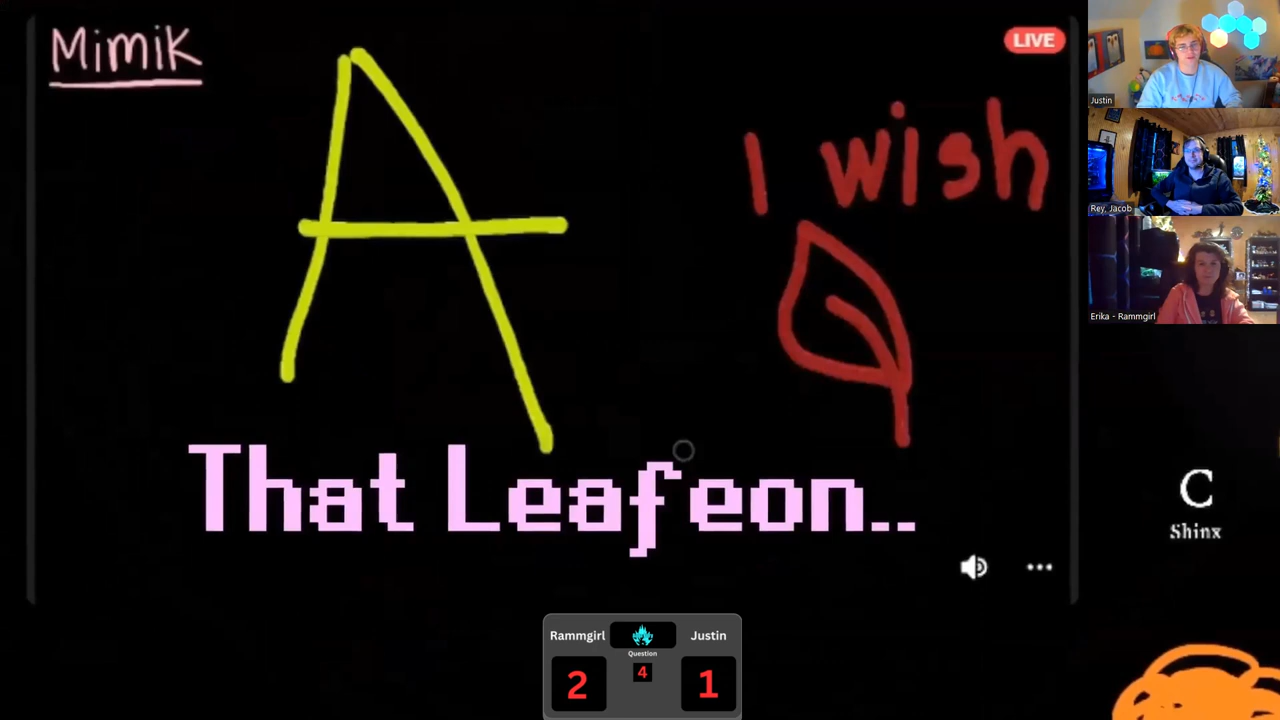 Mimik
A
LIVE
I wish
That Leafeon..
C
Shinx
Justin
Rey, Jacob
Erika - Rammgirl
Rammgirl
Justin
Question
2
4
1